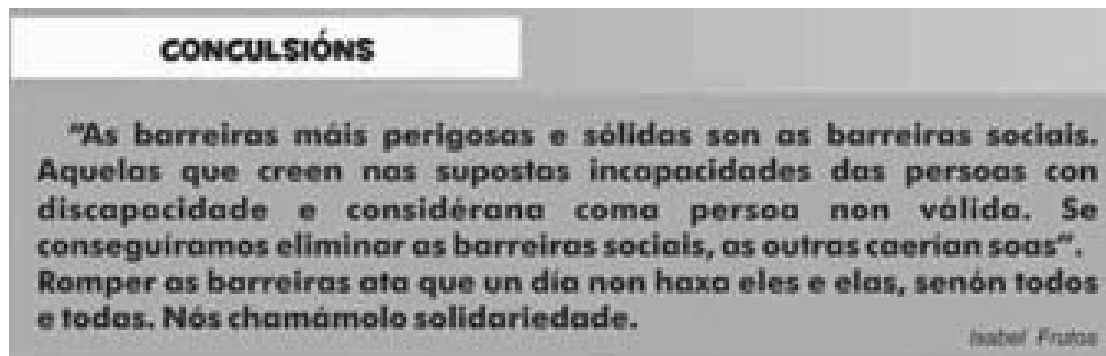 CONCULSIÓNS
"As barreiras máis perigosas e sólidas son as barreiras sociais.
Aquelas que creen nas supostas incapacidades das persoas con
discapacidade e considérana coma persoa non válida. Se
conseguíramos eliminar as barreiras sociais, as outras caerían soas".
Romper as barreiras ata que un día non haxa eles e elas, senón todos
e todas. Nós chamámolo solidariedade.
Isabel Frutos